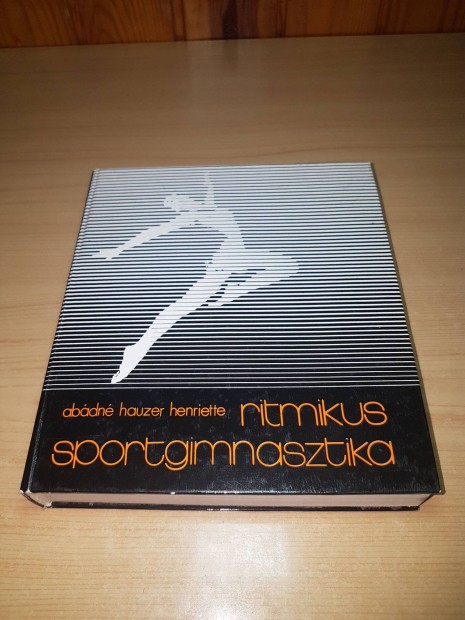 abádné hauzer henriette ritmikus
sportgimnasztika